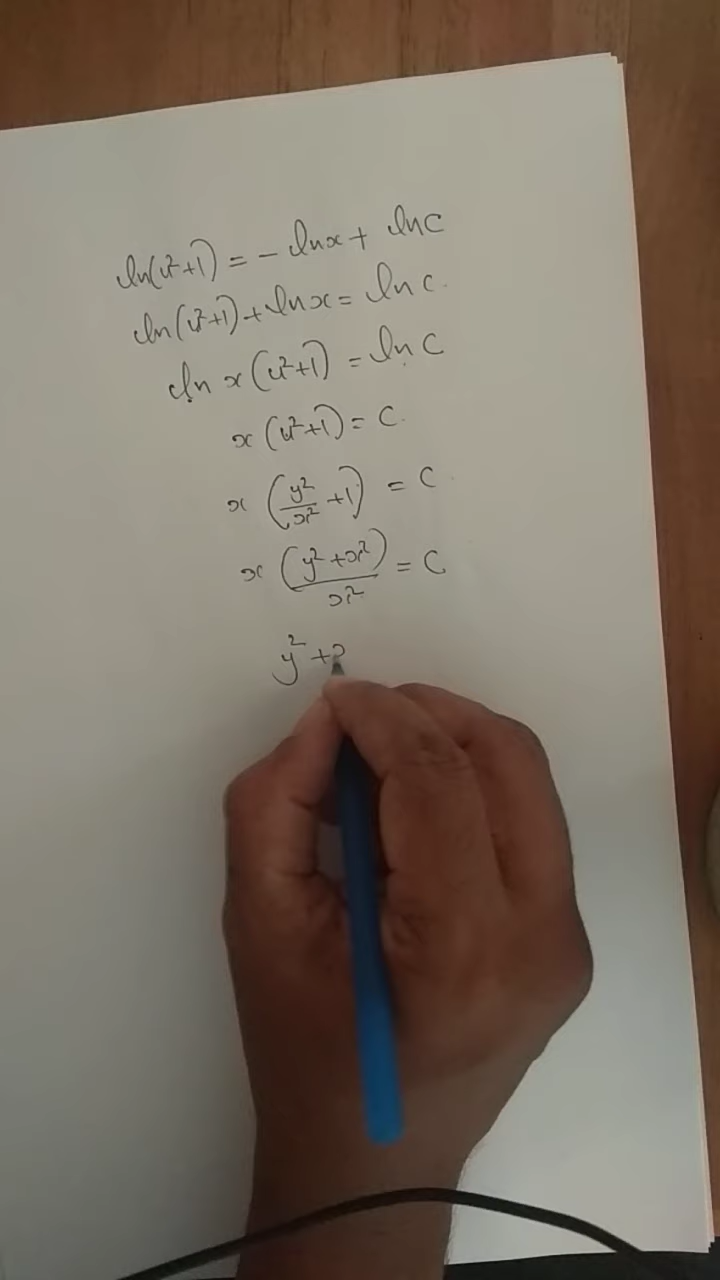 ln(u²+1) = - lnx + lnc
ln(u²+1) + lnx = ln c.
ln x (u²+1) = ln C
x (u²+1) = C.
x (y²/x² + 1) = C.
x (y² + x²)/x² = C
y² +